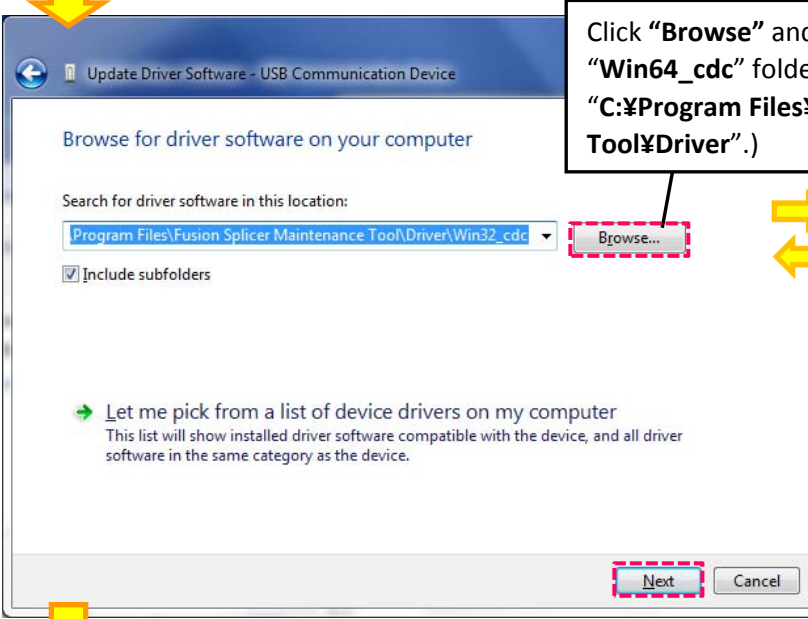 Click “Browse” and
“Win64_cdc” folde
“C:¥Program Files¥
Tool¥Driver”.)
Update Driver Software - USB Communication Device
Browse for driver software on your computer
Search for driver software in this location:
Program Files\Fusion Splicer Maintenance Tool\Driver\Win32_cdc
Browse...
Include subfolders
Let me pick from a list of device drivers on my computer
This list will show installed driver software compatible with the device, and all driver
software in the same category as the device.
Next Cancel